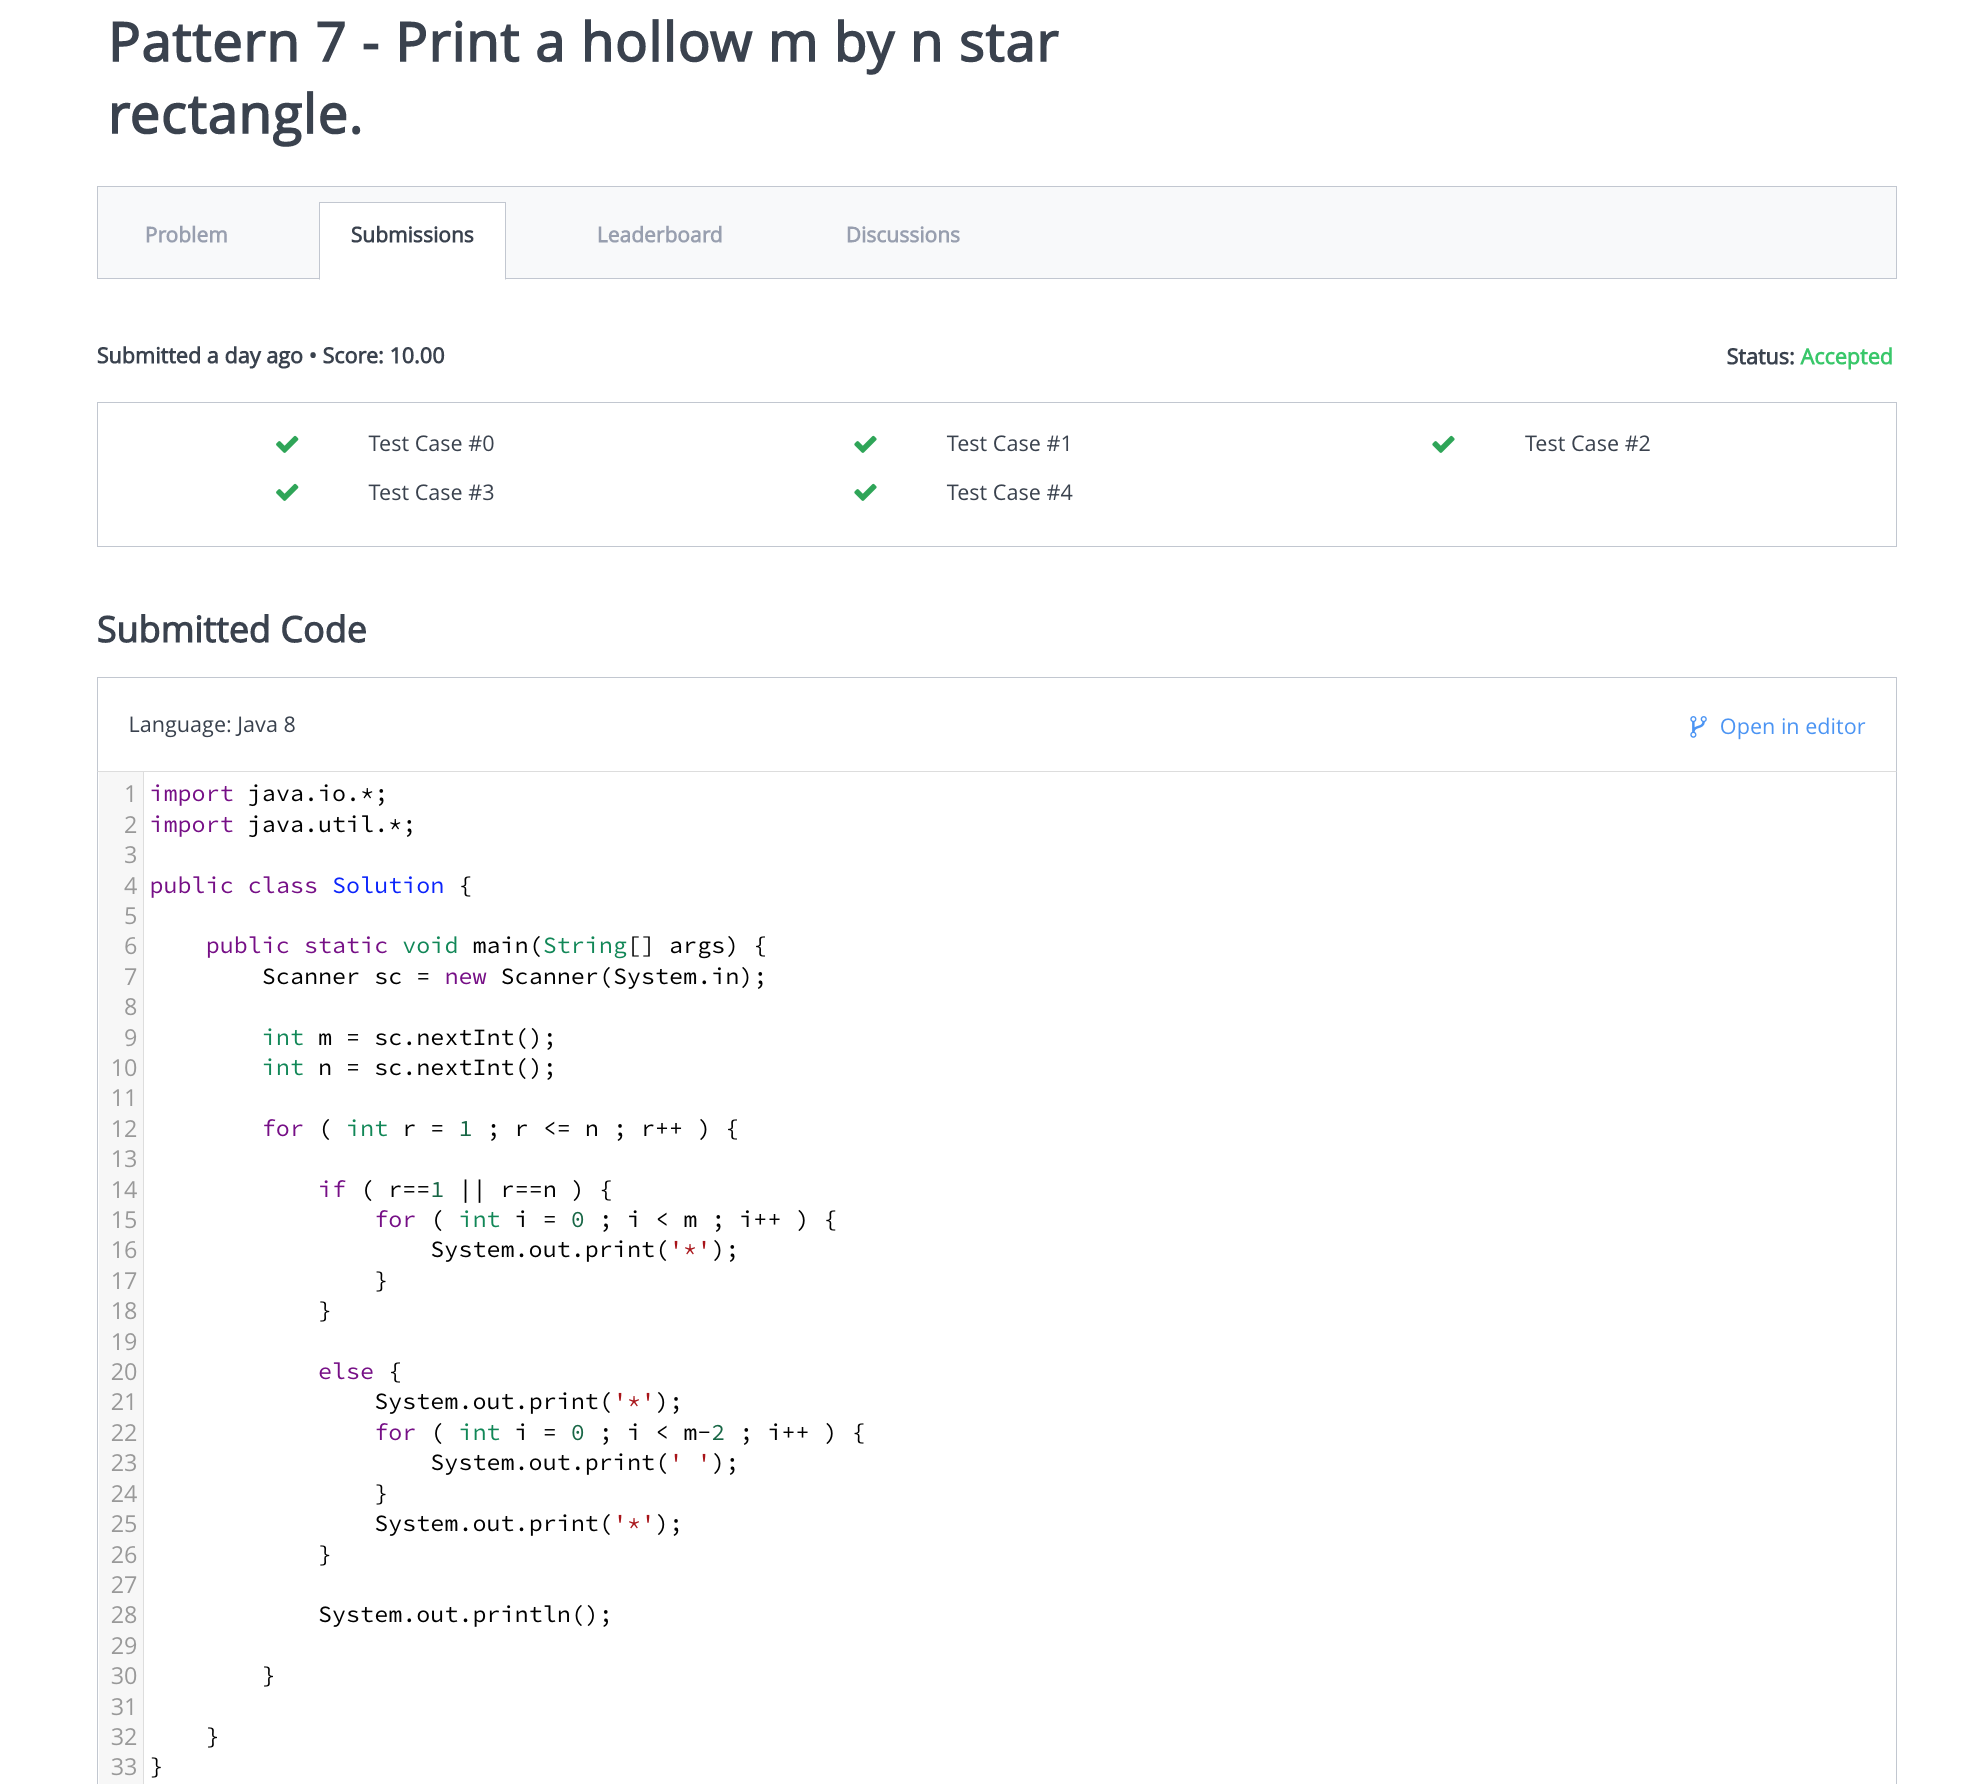 Pattern 7 - Print a hollow m by n star
rectangle.
Problem Submissions Leaderboard Discussions
Submitted a day ago • Score: 10.00 Status: Accepted
Test Case #0 Test Case #1 Test Case #2
Test Case #3 Test Case #4
Submitted Code
Language: Java 8 Open in editor
1 import java.io.*;
2 import java.util.*;
3
4 public class Solution {
5
6     public static void main(String[] args) {
7         Scanner sc = new Scanner(System.in);
8
9         int m = sc.nextInt();
10         int n = sc.nextInt();
11
12         for ( int r = 1 ; r <= n ; r++ ) {
13
14             if ( r==1 || r==n ) {
15                 for ( int i = 0 ; i < m ; i++ ) {
16                     System.out.print('*');
17                 }
18             }
19
20             else {
21                 System.out.print('*');
22                 for ( int i = 0 ; i < m-2 ; i++ ) {
23                     System.out.print(' ');
24                 }
25                 System.out.print('*');
26             }
27
28             System.out.println();
29
30         }
31
32     }
33 }